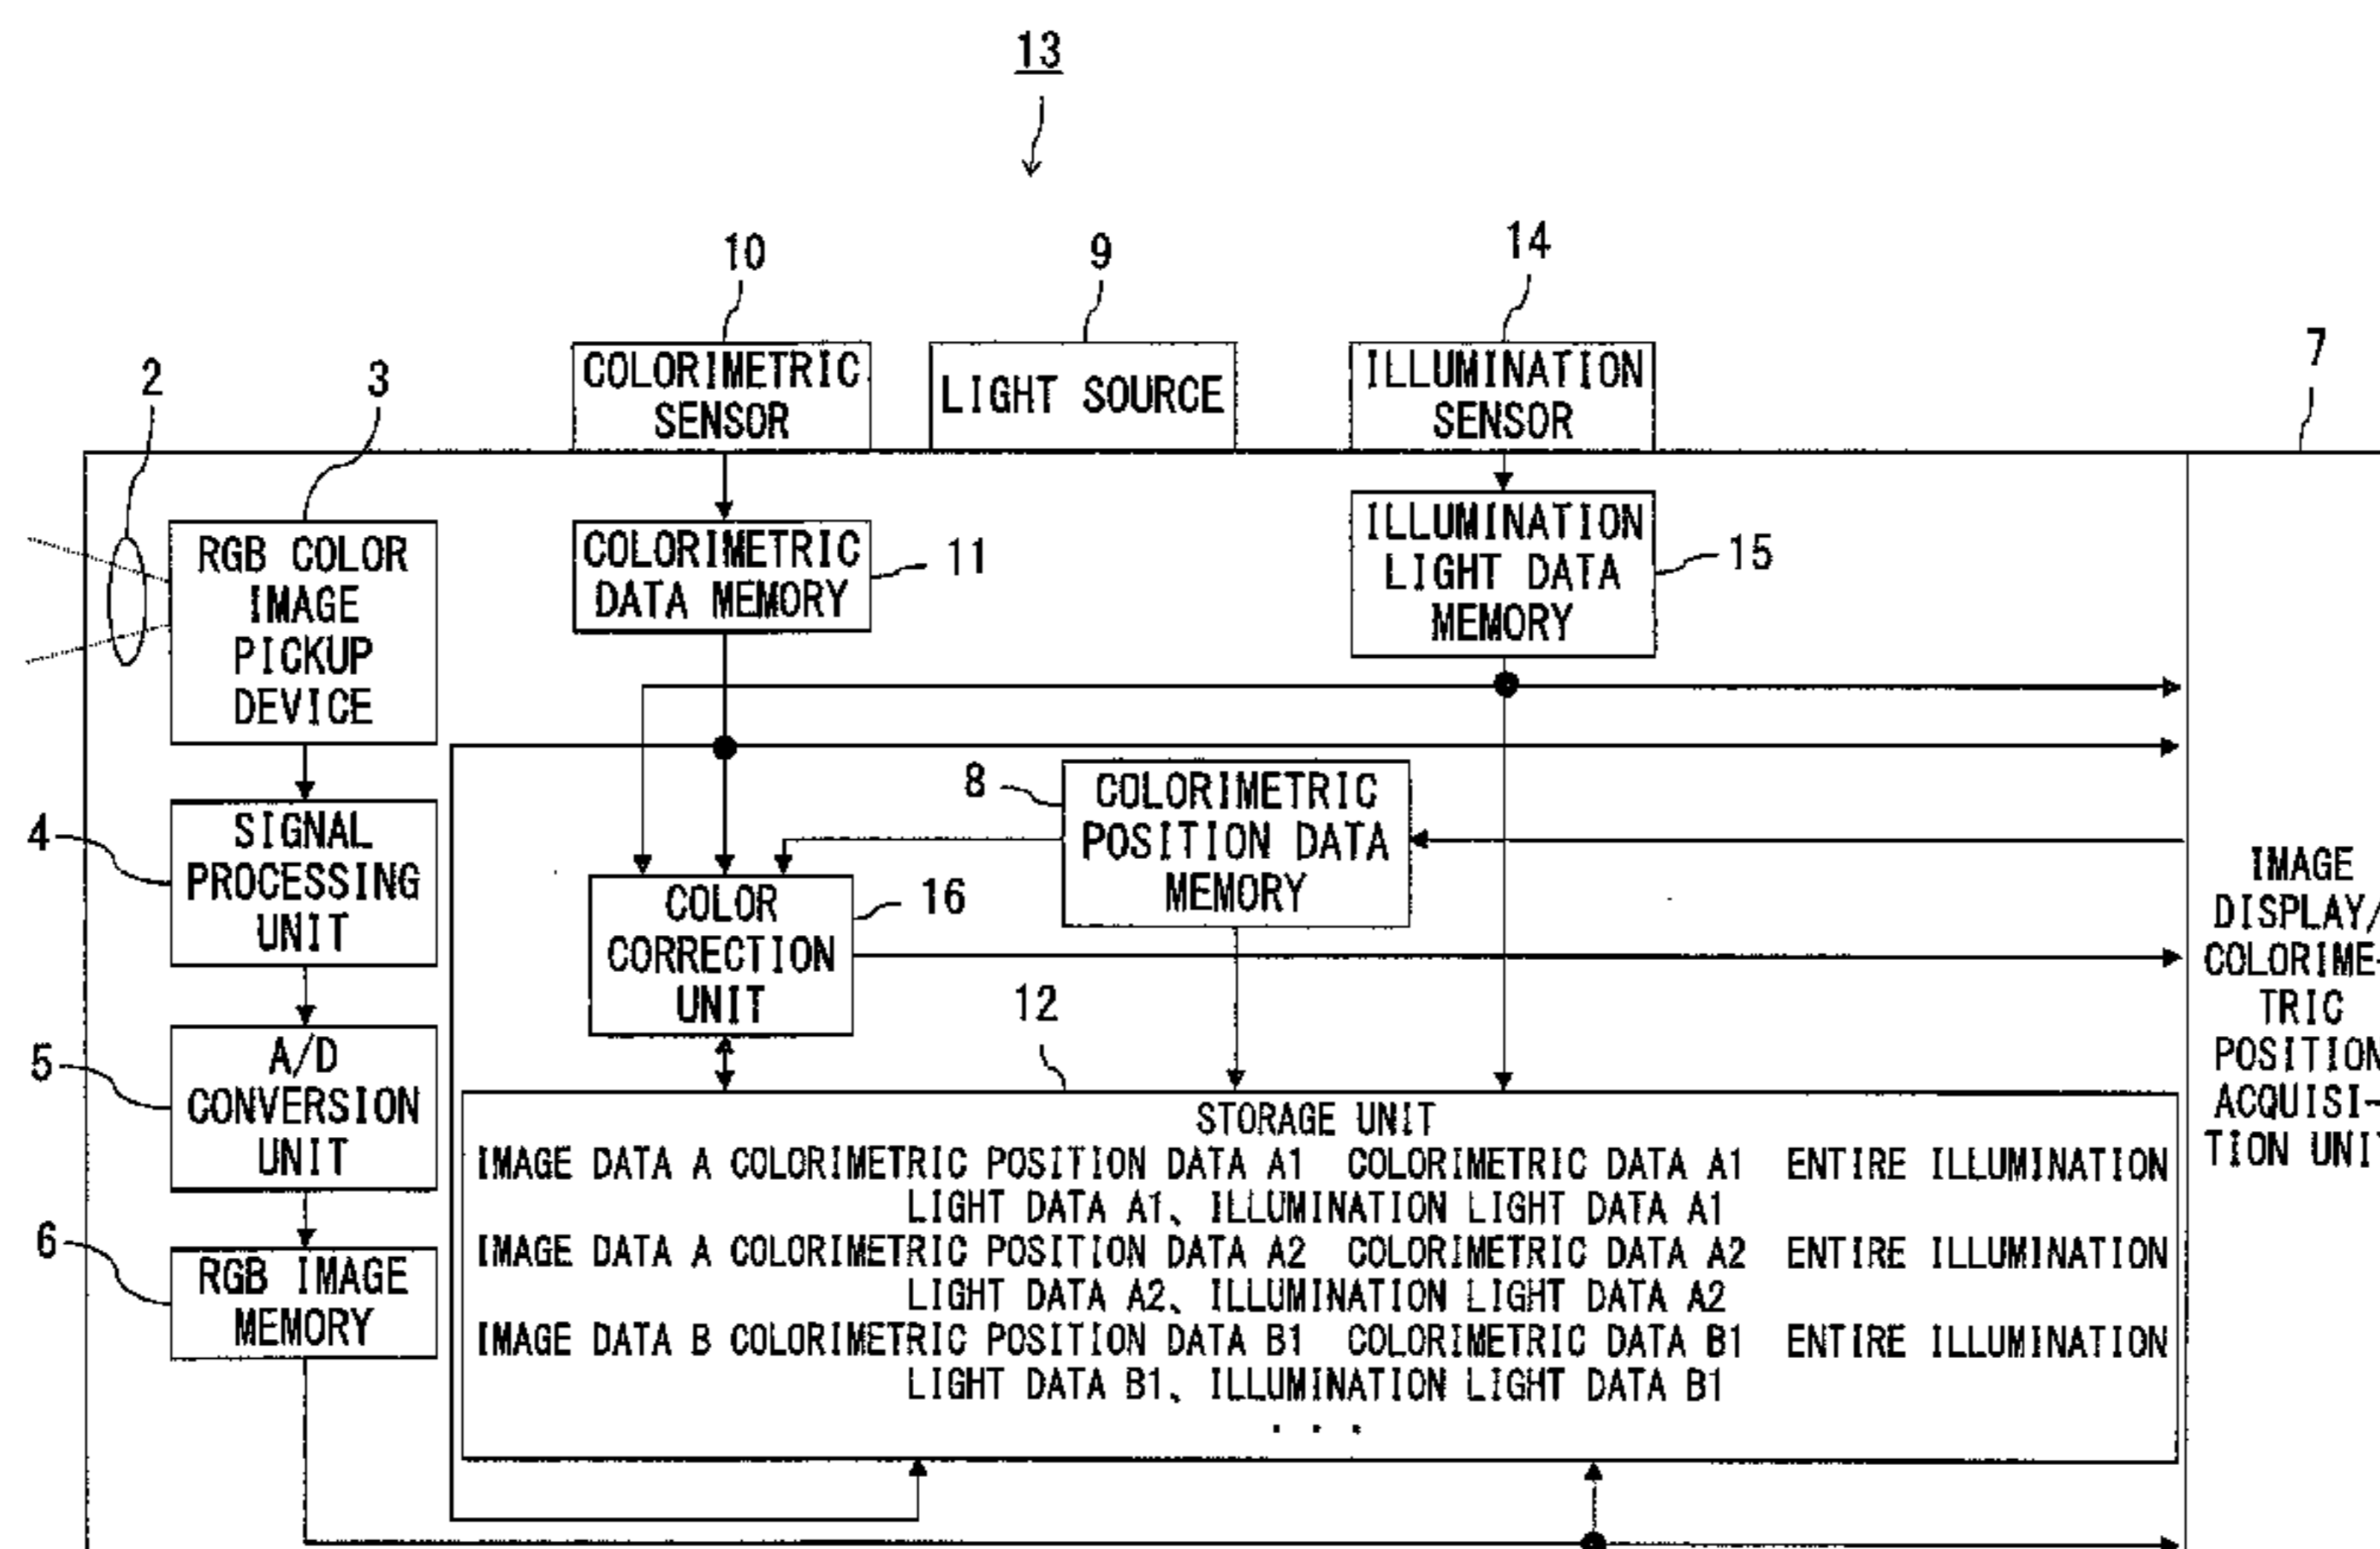 13
10
9
14
7
2
3
COLORIMETRIC
SENSOR
LIGHT SOURCE
ILLUMINATION
SENSOR
RGB COLOR
IMAGE
PICKUP
DEVICE
COLORIMETRIC
DATA MEMORY
11
ILLUMINATION
LIGHT DATA
MEMORY
15
4
SIGNAL
PROCESSING
UNIT
8
COLORIMETRIC
POSITION DATA
MEMORY
COLOR
CORRECTION
UNIT
16
IMAGE
DISPLAY/
COLORIME-
TRIC
POSITION
ACQUISI-
TION UNIT
5
A/D
CONVERSION
UNIT
12
6
RGB IMAGE
MEMORY
STORAGE UNIT
IMAGE DATA A COLORIMETRIC POSITION DATA A1 COLORIMETRIC DATA A1 ENTIRE ILLUMINATION
LIGHT DATA A1、ILLUMINATION LIGHT DATA A1
IMAGE DATA A COLORIMETRIC POSITION DATA A2 COLORIMETRIC DATA A2 ENTIRE ILLUMINATION
LIGHT DATA A2、ILLUMINATION LIGHT DATA A2
IMAGE DATA B COLORIMETRIC POSITION DATA B1 COLORIMETRIC DATA B1 ENTIRE ILLUMINATION
LIGHT DATA B1、ILLUMINATION LIGHT DATA B1
. . .